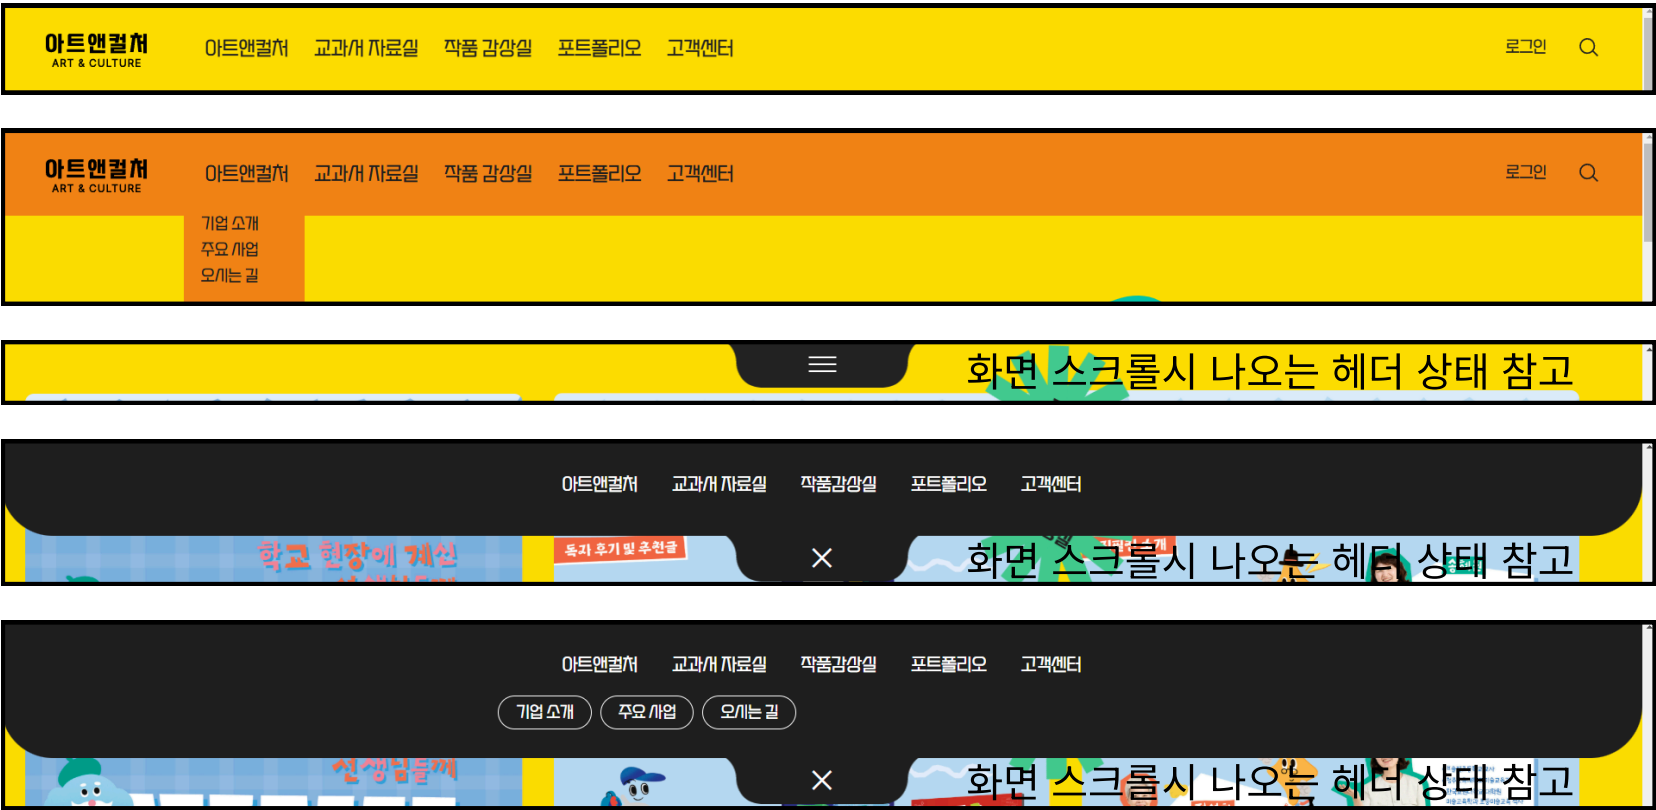 아트앤컬처 아트앤컬처 교과서 자료실 작품 감상실 포트폴리오 고객센터 로그인
ART & CULTURE
아트앤컬처 아트앤컬처 교과서 자료실 작품 감상실 포트폴리오 고객센터 로그인
ART & CULTURE
기업 소개
주요 사업
오시는 길
화면 스크롤시 나오는 헤더 상태 참고
아트앤컬처 교과서 자료실 작품감상실 포트폴리오 고객센터
학교 현장에 계신 독자 후기 및 추천글
선생님들께
화면 스크롤시 나오는 헤더 상태 참고
아트앤컬처 교과서 자료실 작품감상실 포트폴리오 고객센터
기업 소개 주요 사업 오시는 길
선생님들께
화면 스크롤시 나오는 헤더 상태 참고